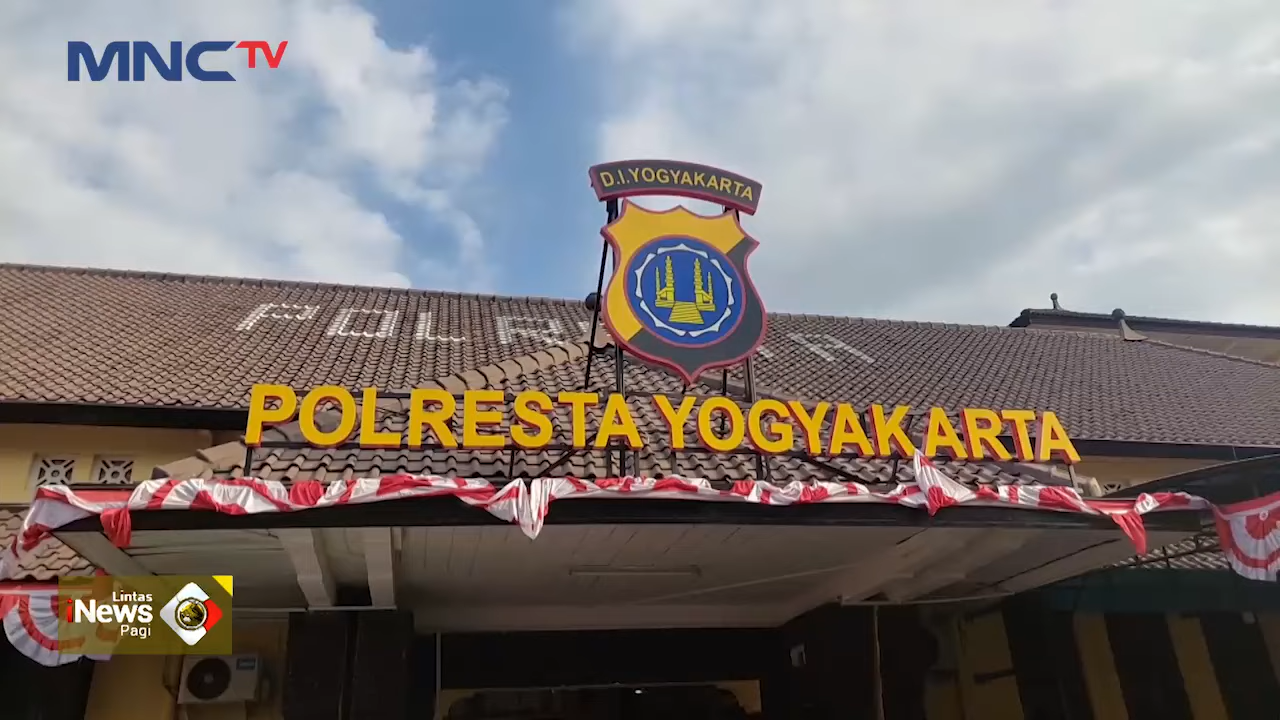 MNCTV
D.I.YOGYAKARTA
POLRESTA YOGYAKARTA
Lintas
iNews
Pagi